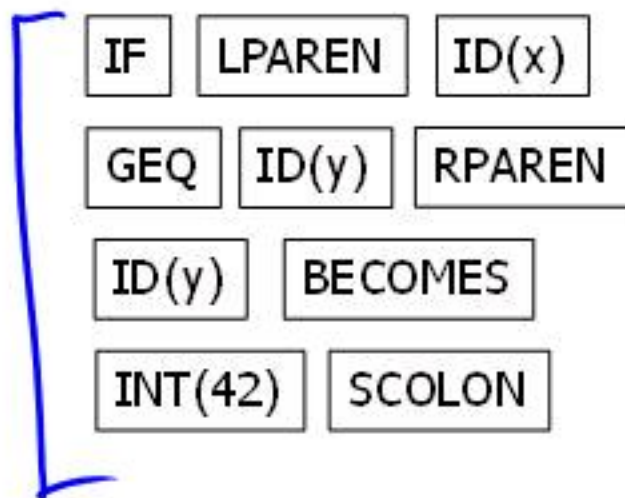 IF LPAREN ID(x)
GEQ ID(y) RPAREN
ID(y) BECOMES
INT(42) SCOLON